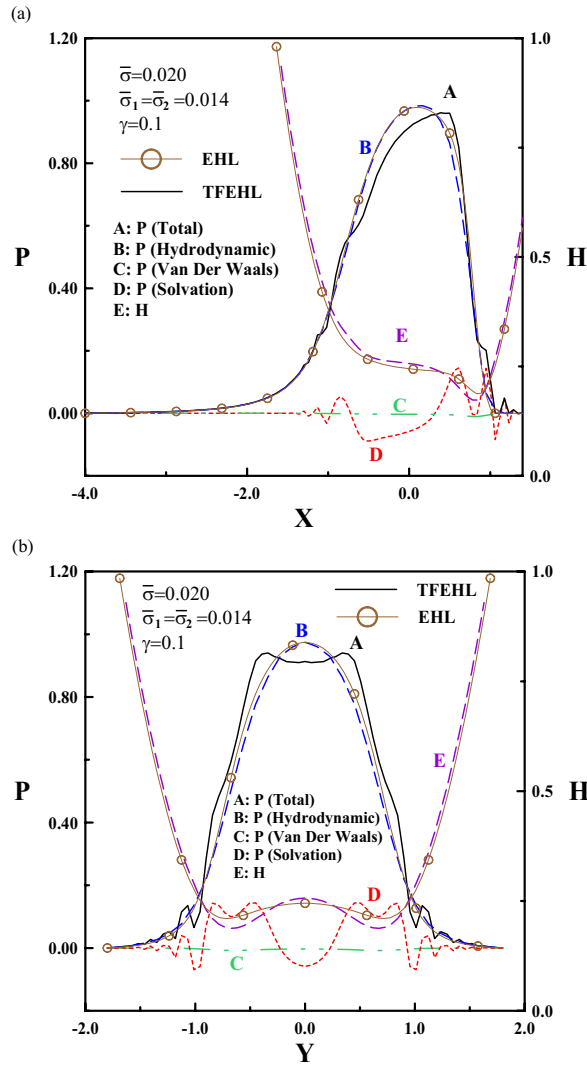 (a)
1.20
0.80
0.40
0.00
P
1.0
0.5
0.0
H
σ̅=0.020
σ̅₁=σ̅₂=0.014
γ=0.1
EHL
TFEHL
A: P (Total)
B: P (Hydrodynamic)
C: P (Van Der Waals)
D: P (Solvation)
E: H
A
B
E
C
D
-4.0
-2.0
0.0
X
(b)
1.20
0.80
0.40
0.00
P
1.0
0.5
0.0
H
σ̅=0.020
σ̅₁=σ̅₂=0.014
γ=0.1
TFEHL
EHL
B
A
E
A: P (Total)
B: P (Hydrodynamic)
C: P (Van Der Waals)
D: P (Solvation)
E: H
D
C
-2.0
-1.0
0.0
1.0
2.0
Y